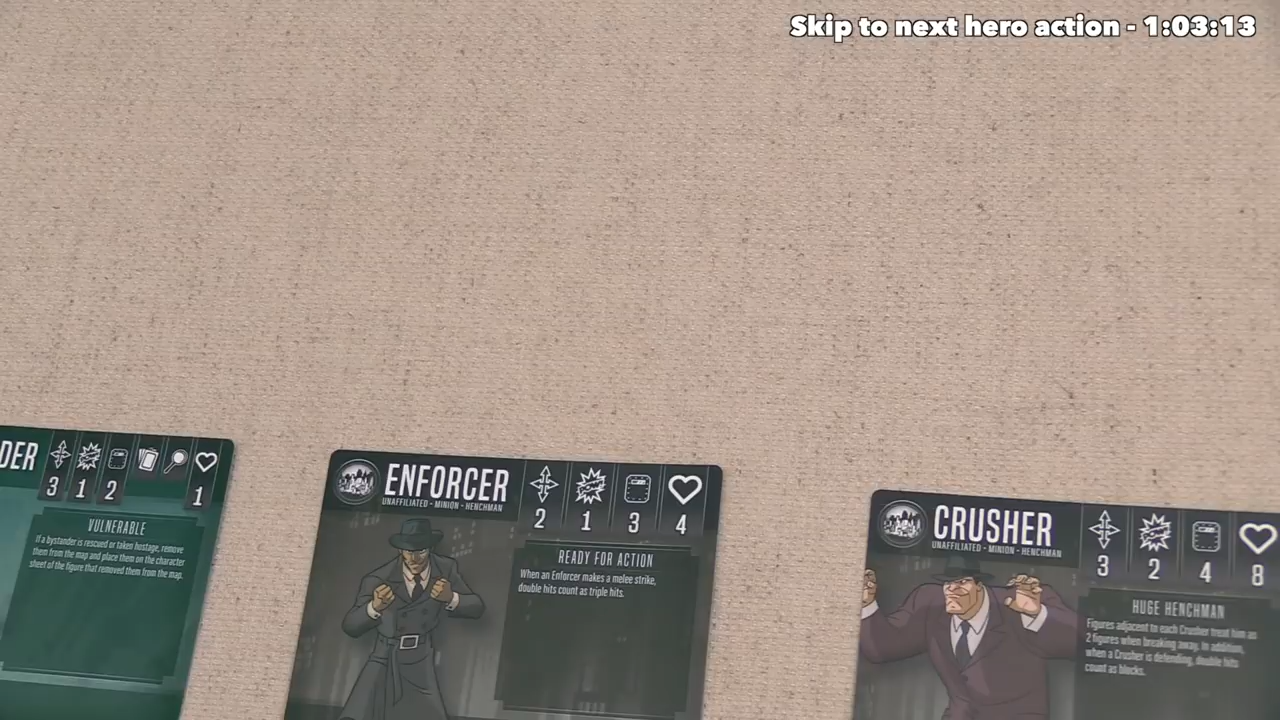 Skip to next hero action - 1:03:13
DER
3 1 2 1
VULNERABLE
If a bystander is rescued or taken hostage, remove
them from the map and place them on the character
sheet of the figure that removed them from the map.
ENFORCER
UNAFFILIATED - MINION - HENCHMAN
2 1 3 4
READY FOR ACTION
When an Enforcer makes a melee strike,
double hits count as triple hits.
CRUSHER
UNAFFILIATED - MINION - HENCHMAN
3 2 4 8
HUGE HENCHMAN
Figures adjacent to each Crusher treat him as
2 figures when breaking away. In addition,
when a Crusher is defending, double hits
count as blocks.